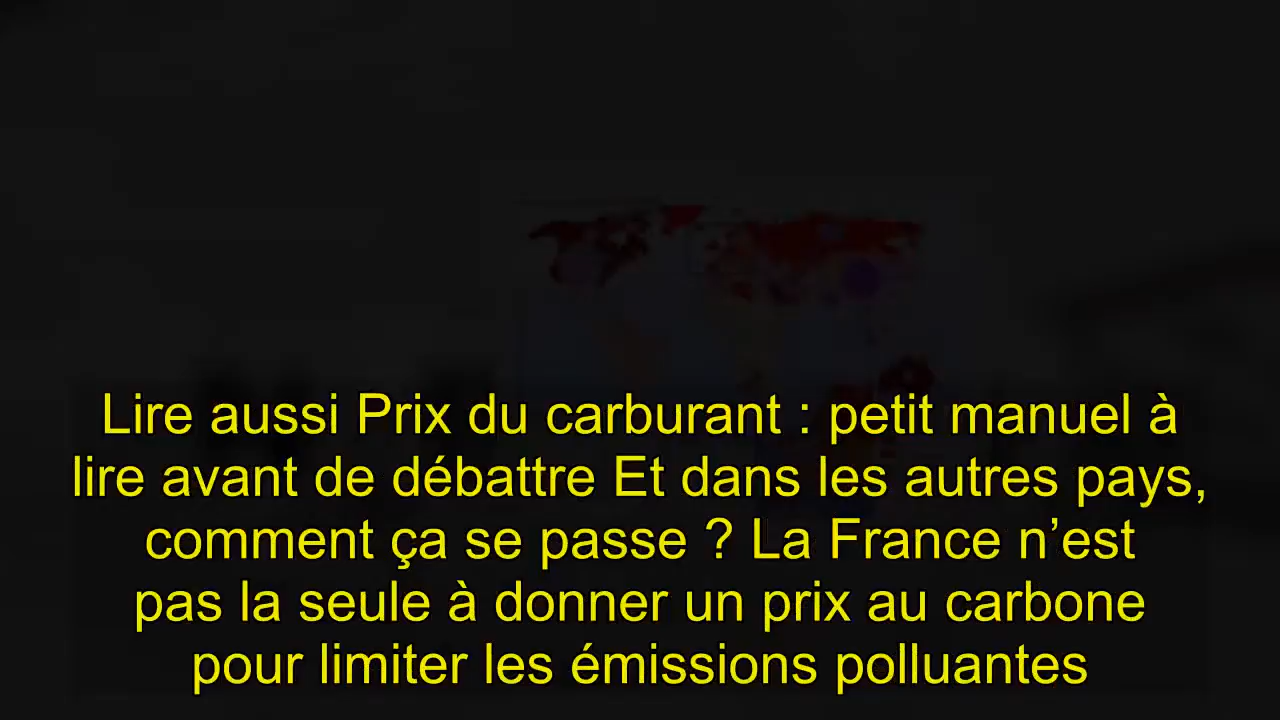 Lire aussi Prix du carburant : petit manuel à
lire avant de débattre Et dans les autres pays,
comment ça se passe ? La France n’est
pas la seule à donner un prix au carbone
pour limiter les émissions polluantes